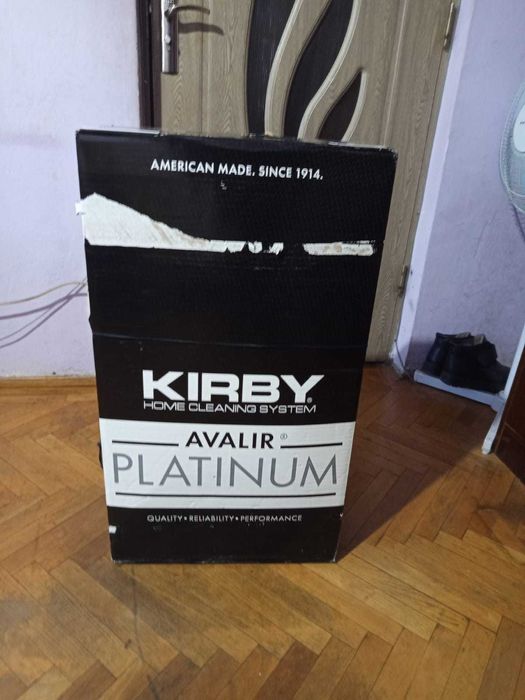 AMERICAN MADE. SINCE 1914.
KIRBY®
HOME CLEANING SYSTEM
AVALIR®
PLATINUM
QUALITY • RELIABILITY • PERFORMANCE